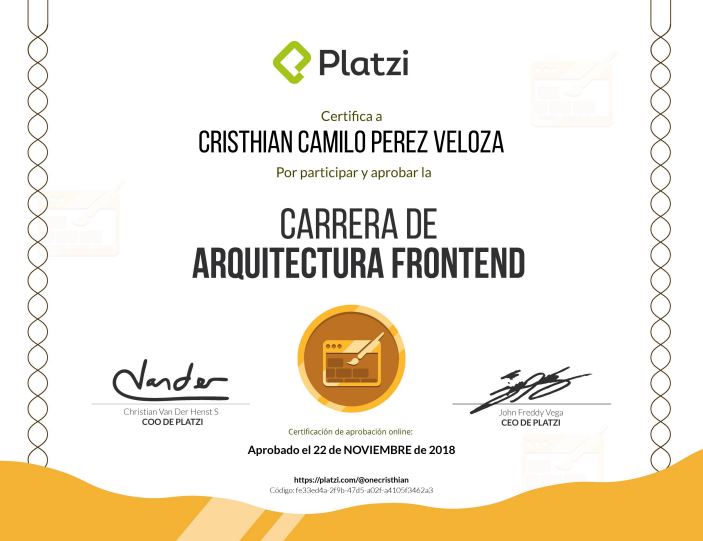 Platzi
Certifica a
CRISTHIAN CAMILO PEREZ VELOZA
Por participar y aprobar la
CARRERA DE
ARQUITECTURA FRONTEND
Vander
Christian Van Der Henst S
COO DE PLATZI
John Freddy Vega
CEO DE PLATZI
Certificación de aprobación online:
Aprobado el 22 de NOVIEMBRE de 2018
https://platzi.com/@onecristhian
Código: fe33ed4a-2f9b-47d5-a02f-a4105f3462a3